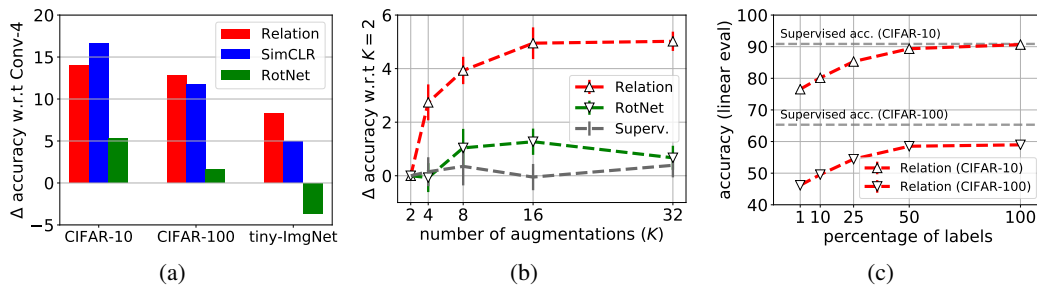 Δ accuracy w.r.t Conv-4
20
15
10
5
0
−5
Relation
SimCLR
RotNet
CIFAR-10 CIFAR-100 tiny-ImgNet
(a)
Δ accuracy w.r.t K = 2
6
4
2
0
Relation
RotNet
Superv.
2 4 8 16 32
number of augmentations (K)
(b)
accuracy (linear eval)
100
90
80
70
60
50
40
Supervised acc. (CIFAR-10)
Supervised acc. (CIFAR-100)
Relation (CIFAR-10)
Relation (CIFAR-100)
1 10 25 50 100
percentage of labels
(c)